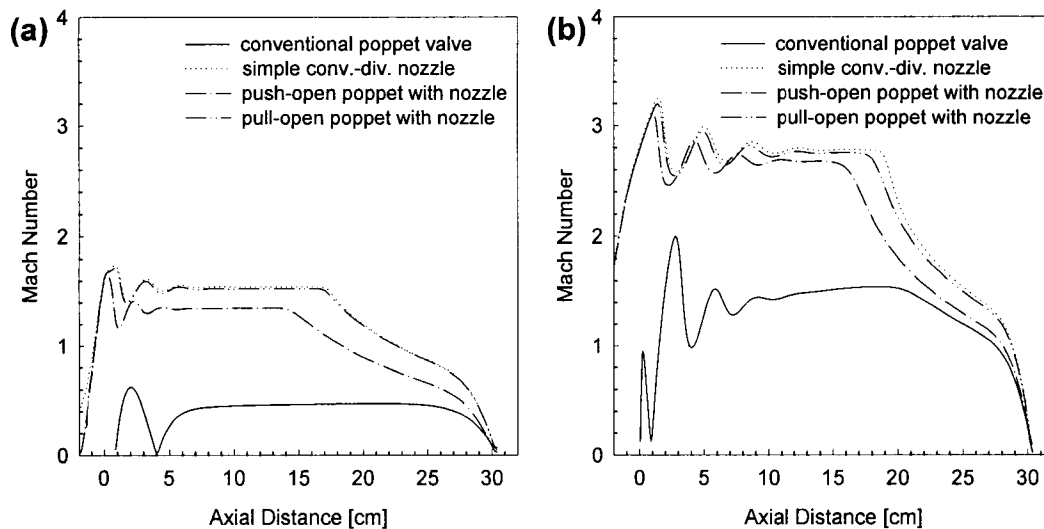 (a)
4
3
2
1
0
Mach Number
conventional poppet valve
simple conv.-div. nozzle
push-open poppet with nozzle
pull-open poppet with nozzle
0 5 10 15 20 25 30
Axial Distance [cm]
(b)
4
3
2
1
0
Mach Number
conventional poppet valve
simple conv.-div. nozzle
push-open poppet with nozzle
pull-open poppet with nozzle
0 5 10 15 20 25 30
Axial Distance [cm]